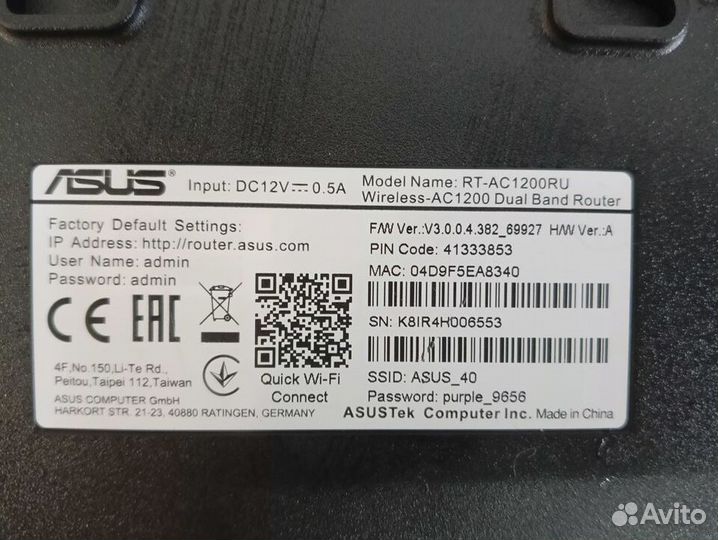 ASUS® Input: DC12V⎓0.5A
Model Name: RT-AC1200RU
Wireless-AC1200 Dual Band Router
Factory Default Settings:
IP Address: http://router.asus.com
User Name: admin
Password: admin
F/W Ver.:V3.0.0.4.382_69927 H/W Ver.:A
PIN Code: 41333853
MAC: 04D9F5EA8340
SN: K8IR4H006553
CE EAC
4F,No.150,Li-Te Rd.,
Peitou,Taipei 112,Taiwan
ASUS COMPUTER GmbH
HARKORT STR. 21-23, 40880 RATINGEN, GERMANY
Quick Wi-Fi
Connect
SSID: ASUS_40
Password: purple_9656
ASUSTek Computer Inc. Made in China
Avito